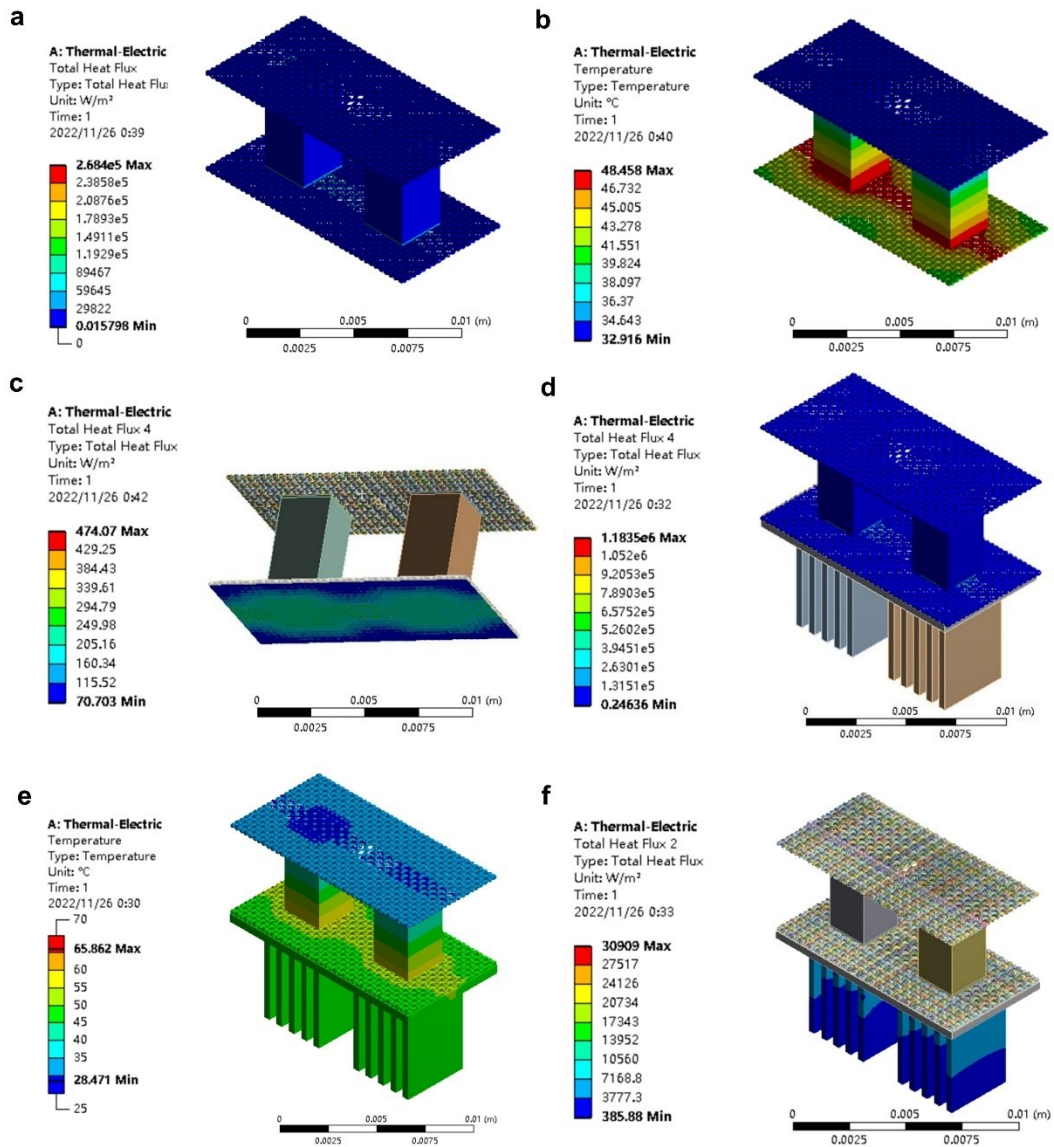 a
A: Thermal-Electric
Total Heat Flux
Type: Total Heat Flu
Unit: W/m²
Time: 1
2022/11/26 0:39
2.684e5 Max
2.3858e5
2.0876e5
1.7893e5
1.4911e5
1.1929e5
89467
59645
29822
0.015798 Min
0
0 0.005 0.01 (m)
0.0025 0.0075
b
A: Thermal-Electric
Temperature
Type: Temperature
Unit: °C
Time: 1
2022/11/26 0:40
48.458 Max
46.732
45.005
43.278
41.551
39.824
38.097
36.37
34.643
32.916 Min
0 0.005 0.01 (m)
0.0025 0.0075
c
A: Thermal-Electric
Total Heat Flux 4
Type: Total Heat Flux
Unit: W/m²
Time: 1
2022/11/26 0:42
474.07 Max
429.25
384.43
339.61
294.79
249.98
205.16
160.34
115.52
70.703 Min
0 0.005 0.01 (m)
0.0025 0.0075
d
A: Thermal-Electric
Total Heat Flux 4
Type: Total Heat Flux
Unit: W/m²
Time: 1
2022/11/26 0:32
1.1835e6 Max
1.052e6
9.2053e5
7.8903e5
6.5752e5
5.2602e5
3.9451e5
2.6301e5
1.3151e5
0.24636 Min
0 0.005 0.01 (m)
0.0025 0.0075
e
A: Thermal-Electric
Temperature
Type: Temperature
Unit: °C
Time: 1
2022/11/26 0:30
70
65.862 Max
60
55
50
45
40
35
28.471 Min
25
0 0.005 0.01 (m)
0.0025 0.0075
f
A: Thermal-Electric
Total Heat Flux 2
Type: Total Heat Flux
Unit: W/m²
Time: 1
2022/11/26 0:33
30909 Max
27517
24126
20734
17343
13952
10560
7168.8
3777.3
385.88 Min
0 0.005 0.01 (m)
0.0025 0.0075